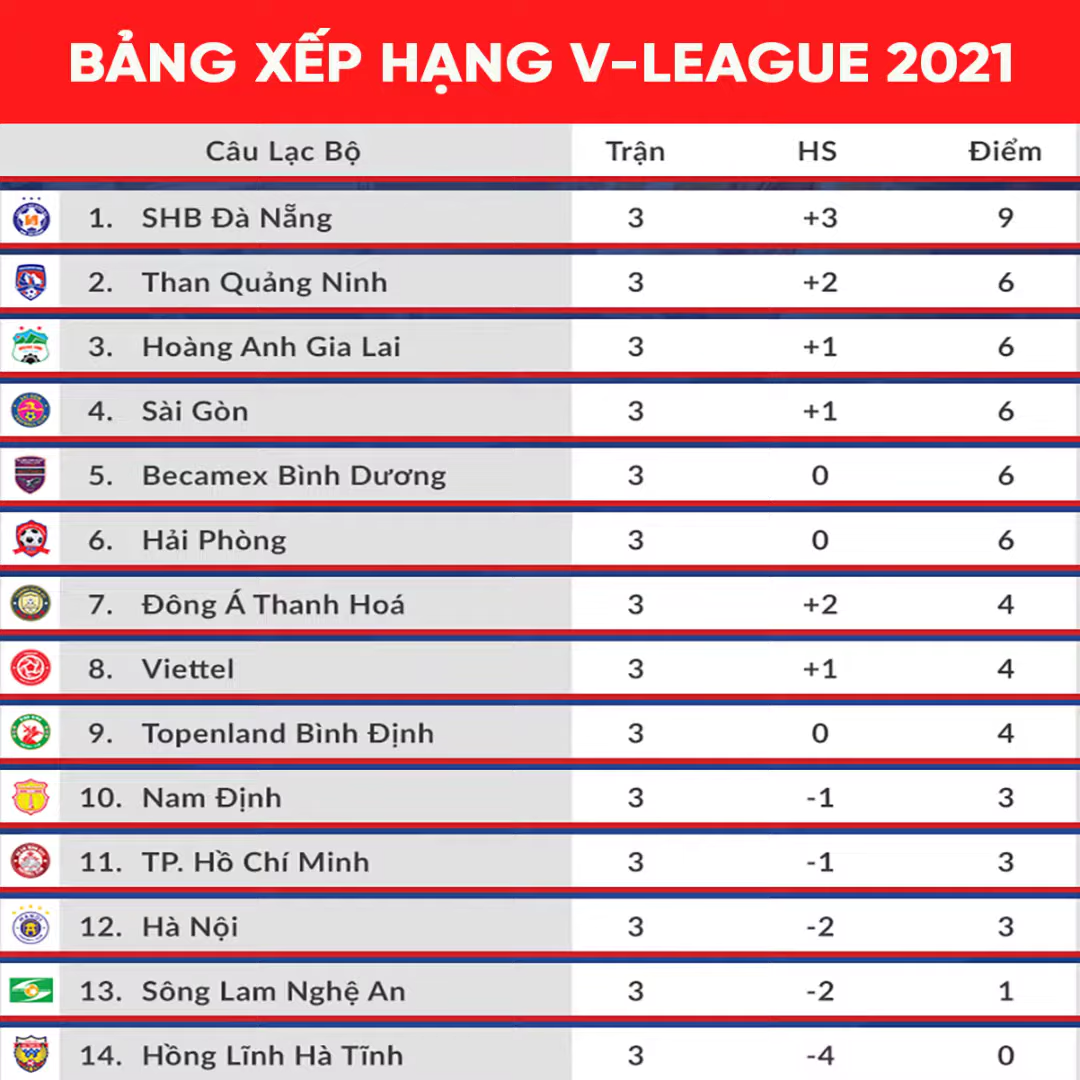 BẢNG XẾP HẠNG V-LEAGUE 2021
Câu Lạc Bộ Trận HS Điểm
1. SHB Đà Nẵng 3 +3 9
2. Than Quảng Ninh 3 +2 6
3. Hoàng Anh Gia Lai 3 +1 6
4. Sài Gòn 3 +1 6
5. Becamex Bình Dương 3 0 6
6. Hải Phòng 3 0 6
7. Đông Á Thanh Hoá 3 +2 4
8. Viettel 3 +1 4
9. Topenland Bình Định 3 0 4
10. Nam Định 3 -1 3
11. TP. Hồ Chí Minh 3 -1 3
12. Hà Nội 3 -2 3
13. Sông Lam Nghệ An 3 -2 1
14. Hồng Lĩnh Hà Tĩnh 3 -4 0